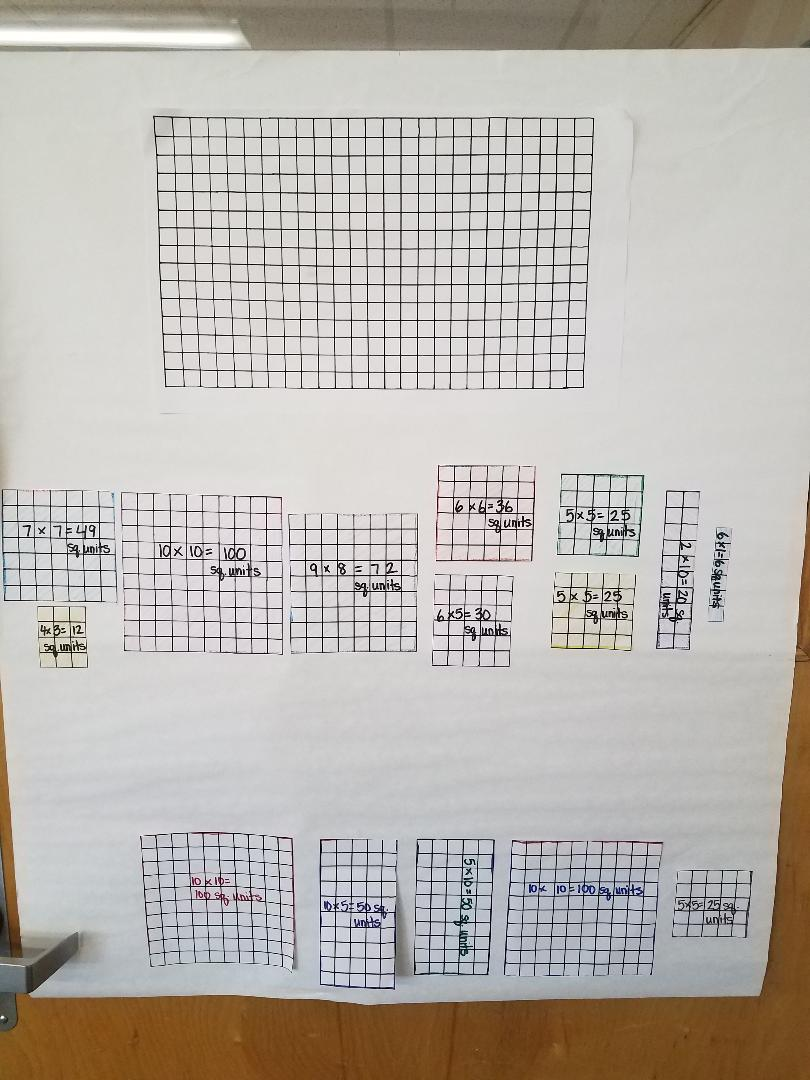 7 × 7 = 49
sq units
10 × 10 = 100
sq units
9 × 8 = 72
sq units
6 × 6 = 36
sq units
5 × 5 = 25
sq units
2 × 10 = 20 sq
units
6×1=6 sq units
4×3= 12
sq units
6 ×5= 30
sq units
5 × 5= 25
sq units
10 × 10=
100 sq units
10 × 5=50 sq.
units
5 × 10 = 50 sq units
10 × 10 =100 sq units
5×5= 25 sq.
units